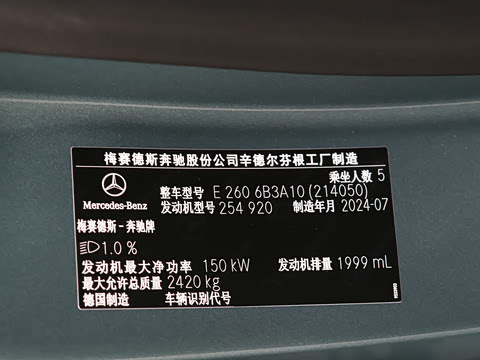 梅赛德斯奔驰股份公司辛德尔芬根工厂制造
乘坐人数 5
整车型号 E 260 6B3A10 (214050)
Mercedes-Benz
发动机型号 254 920 制造年月 2024-07
梅赛德斯-奔驰牌
1.0 %
发动机最大净功率 150 kW 发动机排量 1999 mL
最大允许总质量 2420 kg
德国制造 车辆识别代号